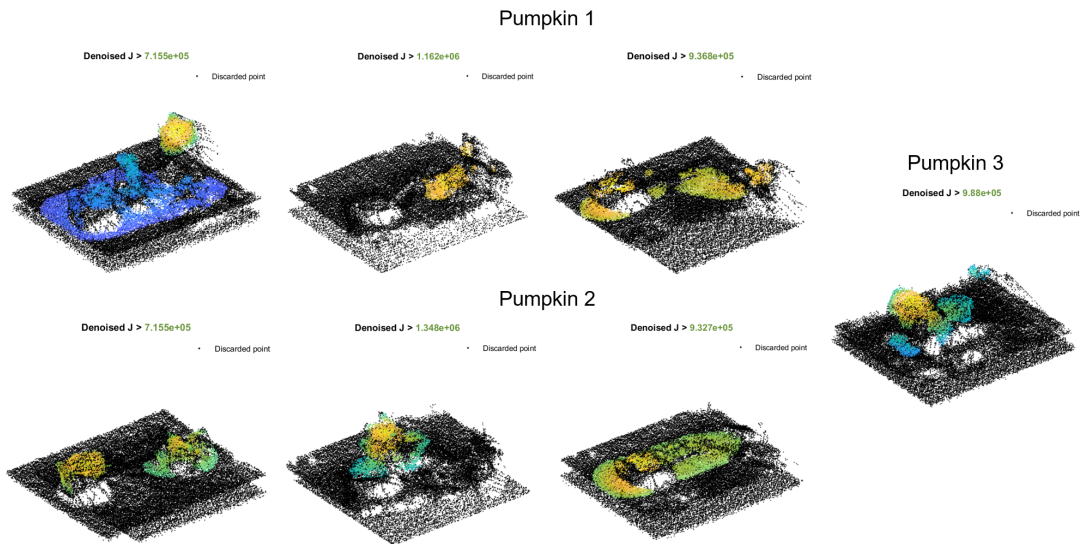 Pumpkin 1
Denoised J > 7.155e+05
• Discarded point
Denoised J > 1.162e+06
• Discarded point
Denoised J > 9.368e+05
• Discarded point
Pumpkin 2
Denoised J > 7.155e+05
• Discarded point
Denoised J > 1.348e+06
• Discarded point
Denoised J > 9.327e+05
• Discarded point
Pumpkin 3
Denoised J > 9.88e+05
• Discarded point